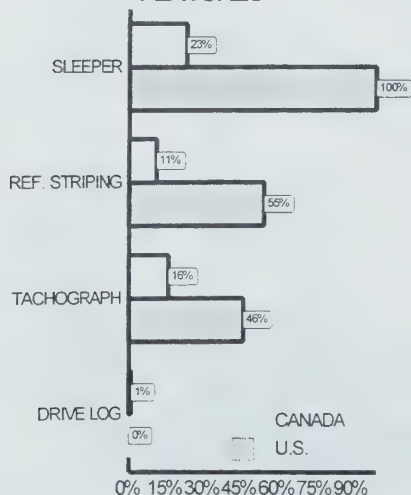 SLEEPER
23%
100%
REF. STRIPING
11%
55%
TACHOGRAPH
16%
46%
DRIVE LOG
1%
0%
CANADA
U.S.
0% 15% 30% 45% 60% 75% 90%